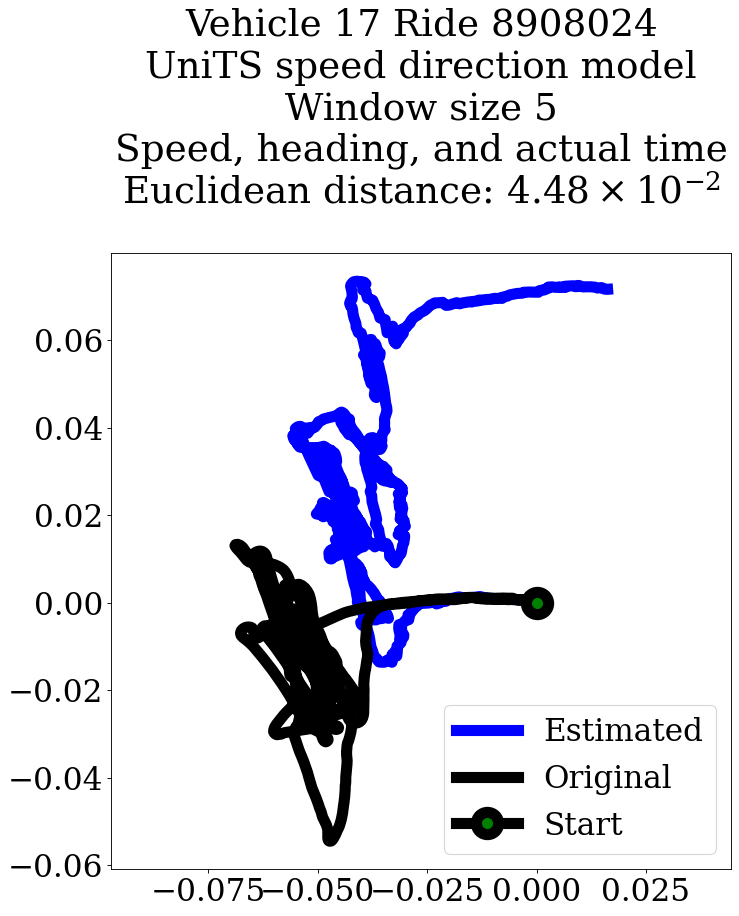 Vehicle 17 Ride 8908024
UniTS speed direction model
Window size 5
Speed, heading, and actual time
Euclidean distance: 4.48 × 10⁻²
0.06
0.04
0.02
0.00
−0.02
−0.04
−0.06
Estimated
Original
Start
−0.075 −0.050 −0.025 0.000 0.025